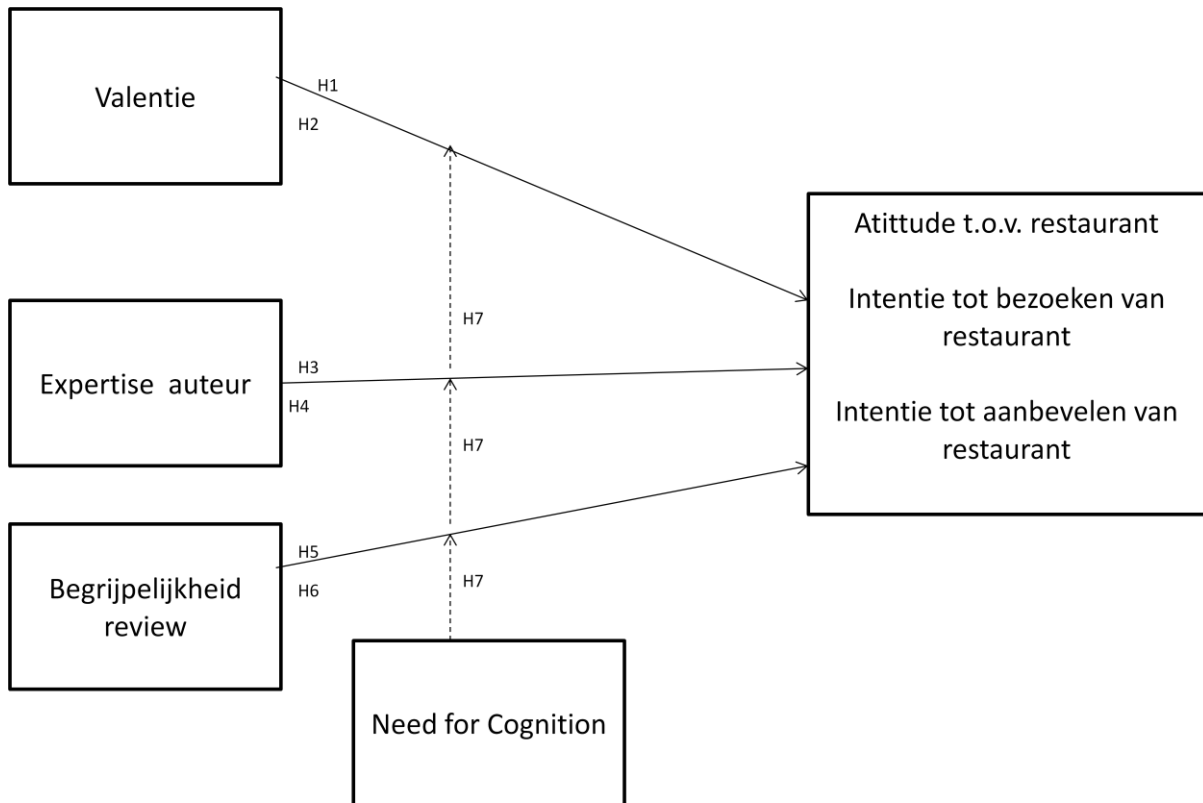 Valentie
H1
H2
Atittude t.o.v. restaurant
Intentie tot bezoeken van
restaurant
Intentie tot aanbevelen van
restaurant
H7
Expertise auteur
H3
H4
H7
Begrijpelijkheid
review
H5
H6
H7
Need for Cognition